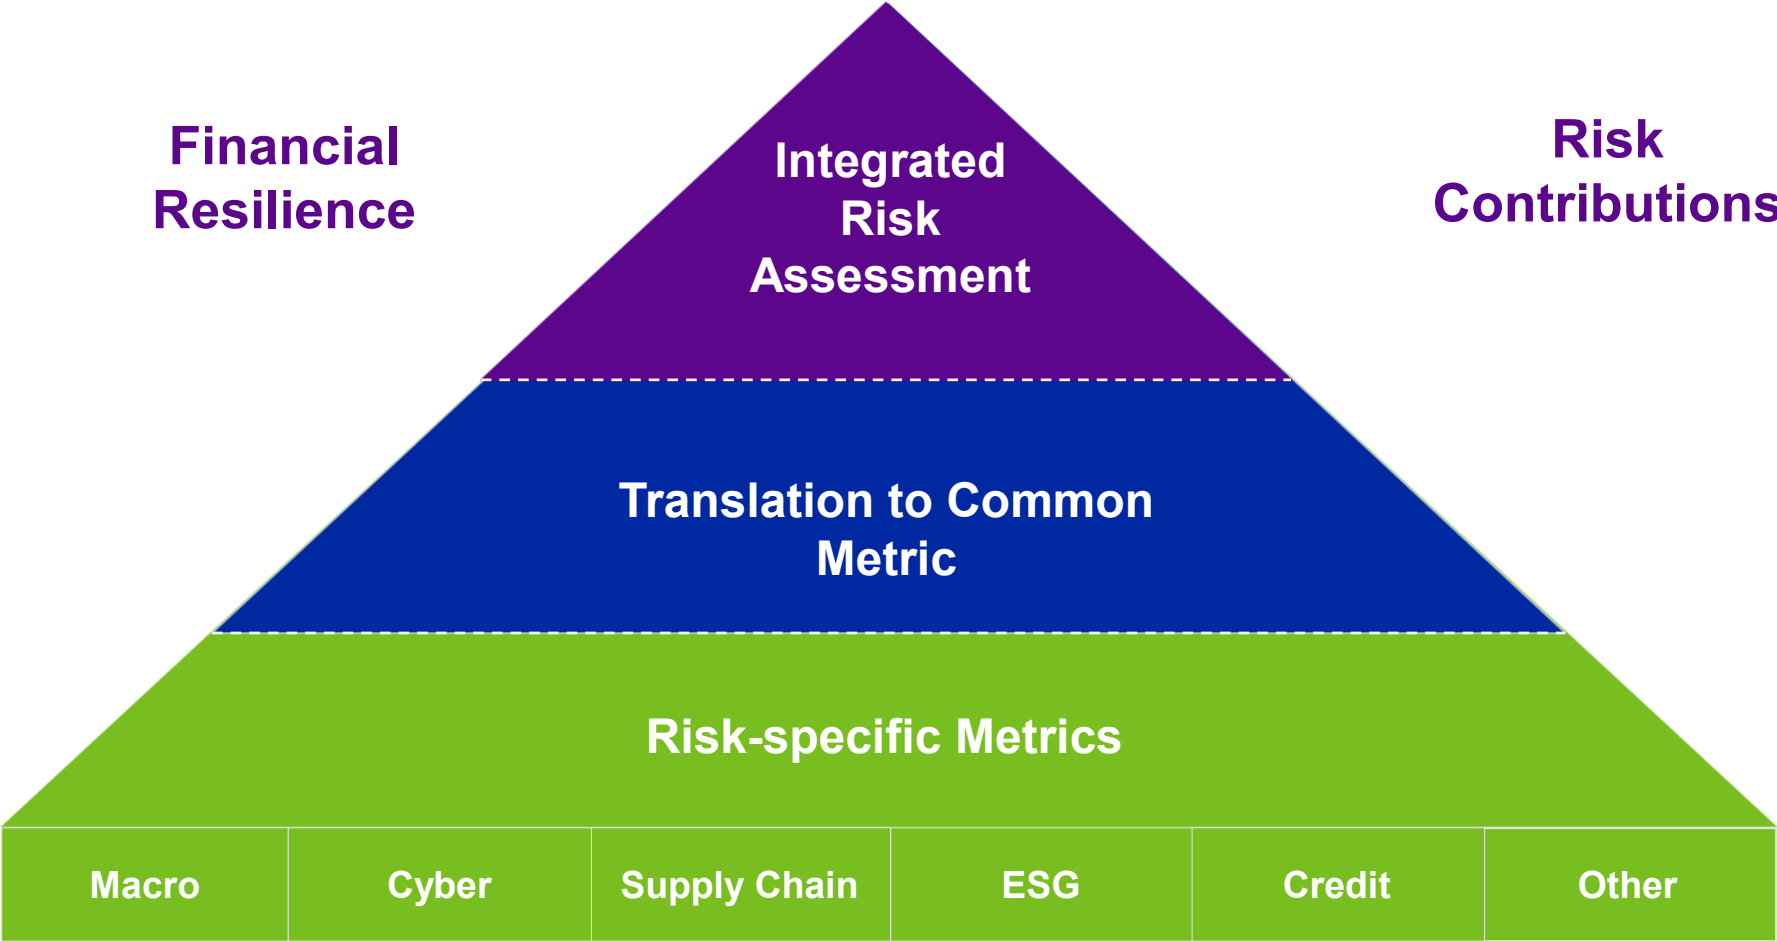 Financial
Resilience
Integrated
Risk
Assessment
Risk
Contributions
Translation to Common
Metric
Risk-specific Metrics
Macro
Cyber
Supply Chain
ESG
Credit
Other